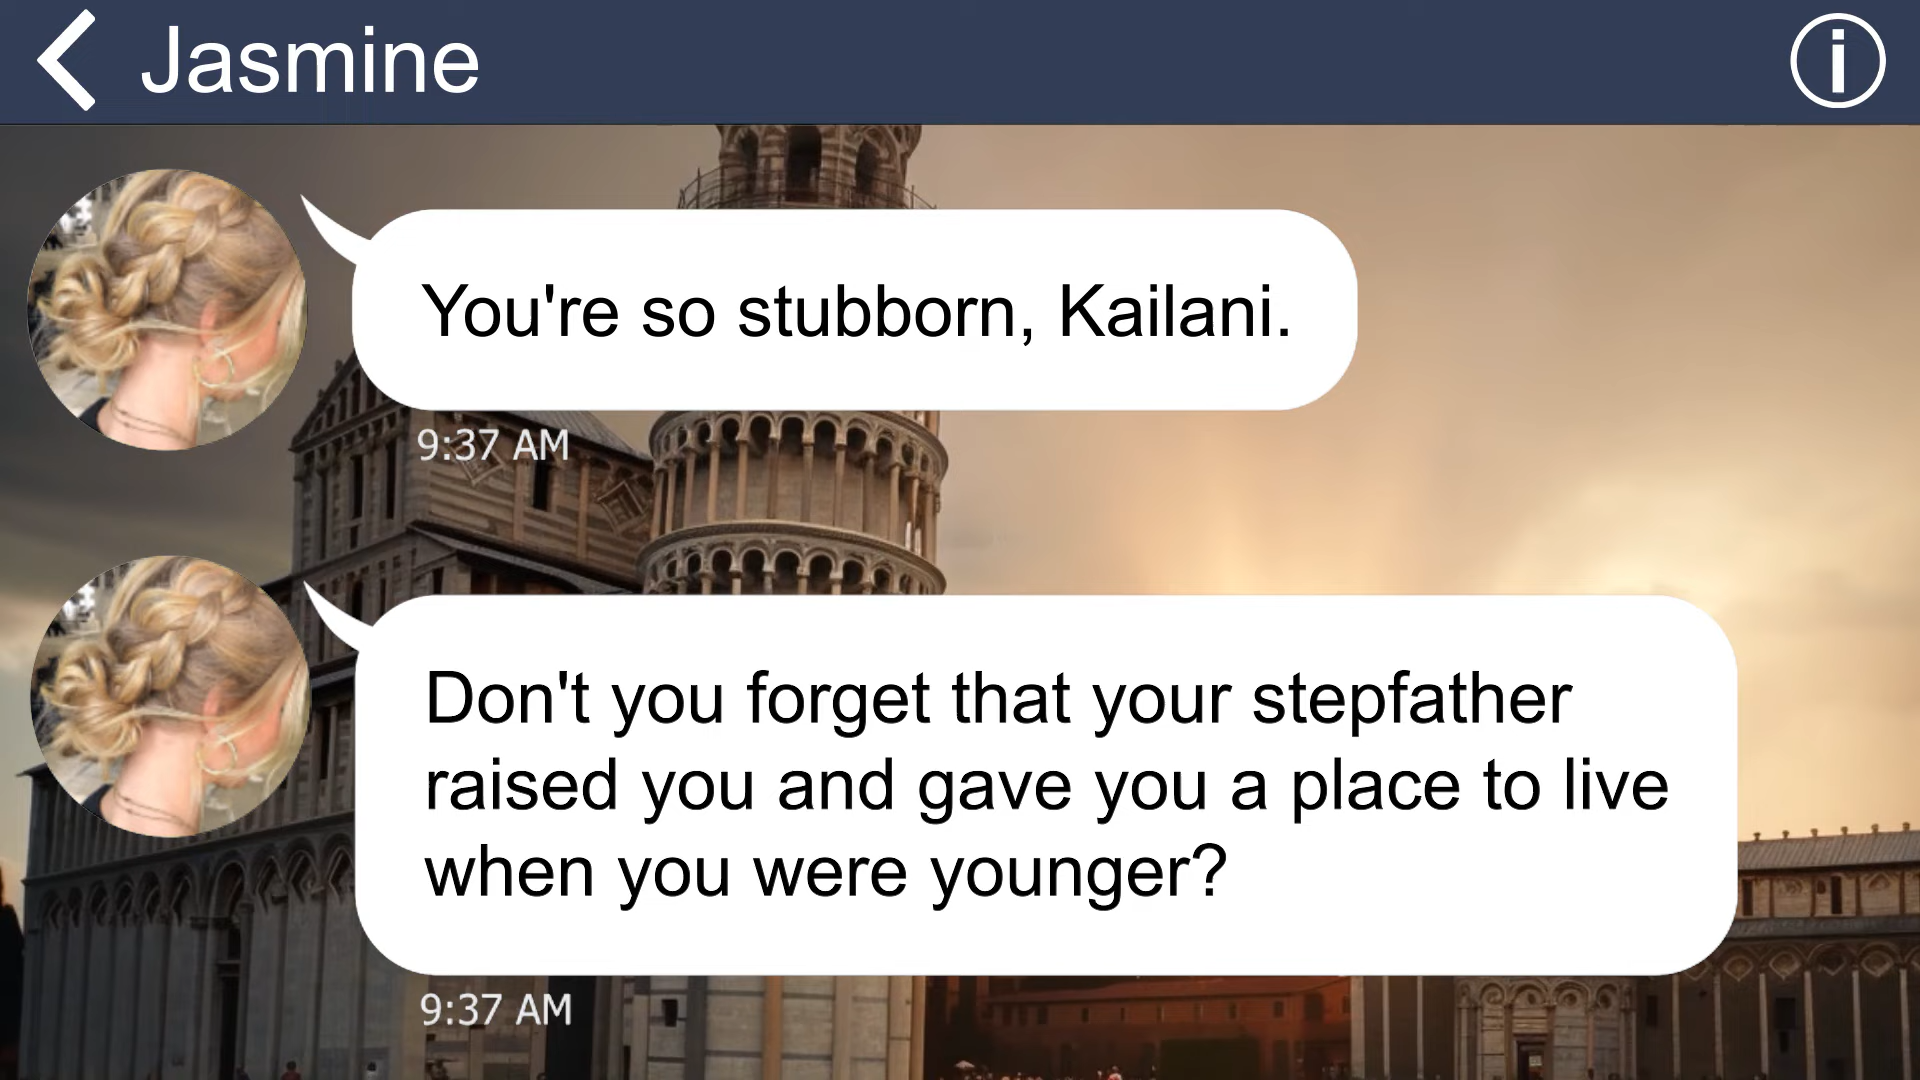 Jasmine
You're so stubborn, Kailani.
9:37 AM
Don't you forget that your stepfather
raised you and gave you a place to live
when you were younger?
9:37 AM